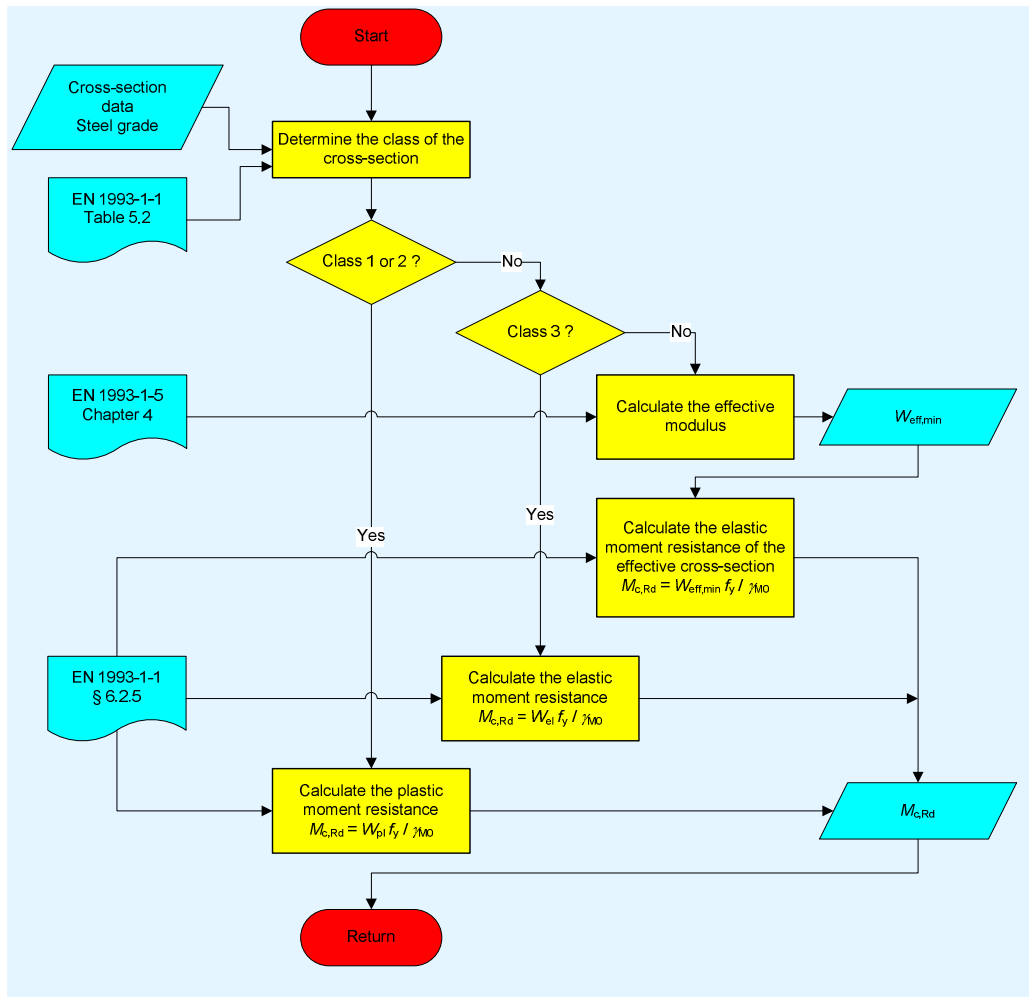 Start
Cross-section
data
Steel grade
Determine the class of the
cross-section
EN 1993-1-1
Table 5.2
Class 1 or 2 ?
No
Class 3 ?
No
EN 1993-1-5
Chapter 4
Calculate the effective
modulus
Weff,min
Yes
Yes
Calculate the elastic
moment resistance of the
effective cross-section
Mc,Rd = Weff,min fy / γM0
EN 1993-1-1
§ 6.2.5
Calculate the elastic
moment resistance
Mc,Rd = Wel fy / γM0
Calculate the plastic
moment resistance
Mc,Rd = Wpl fy / γM0
Mc,Rd
Return